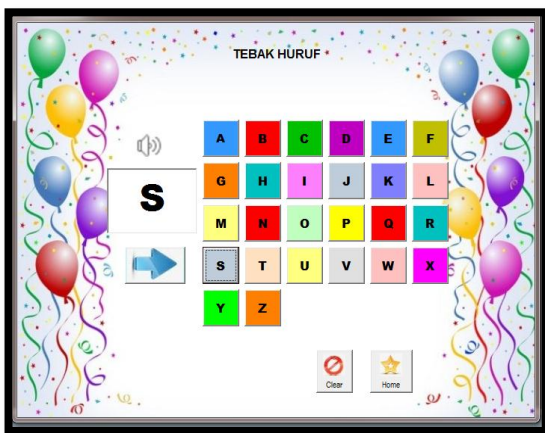 TEBAK HURUF
A B C D E F
G H I J K L
S
M N O P Q R
S T U V W X
Y Z
Clear Home